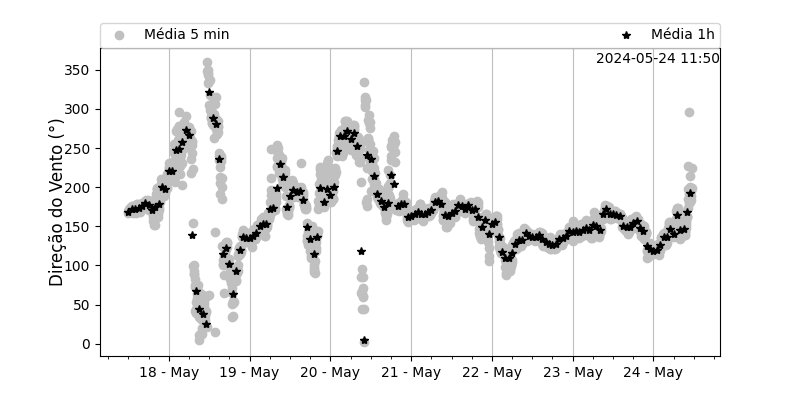 Média 5 min
Média 1h
2024-05-24 11:50
Direção do Vento (°)
350
300
250
200
150
100
50
0
18 - May
19 - May
20 - May
21 - May
22 - May
23 - May
24 - May